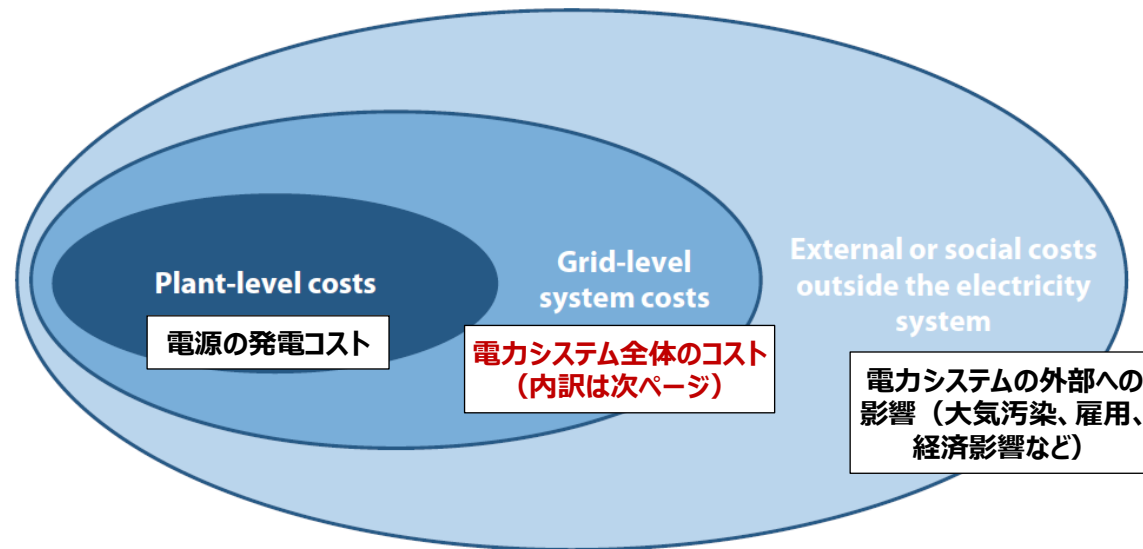 Plant-level costs
電源の発電コスト
Grid-level
system costs
電力システム全体のコスト
（内訳は次ページ）
External or social costs
outside the electricity
system
電力システムの外部への
影響（大気汚染、雇用、
経済影響など）